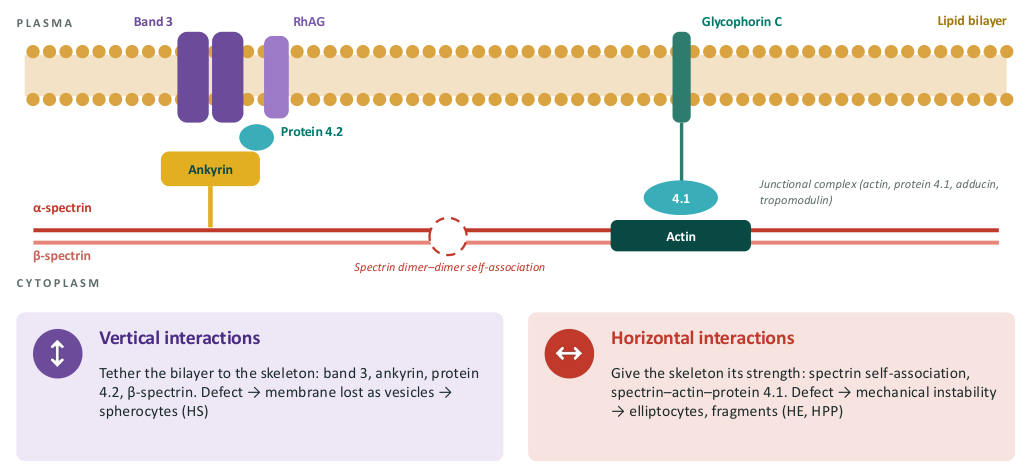 PLASMA
Band 3
RhAG
Glycophorin C
Lipid bilayer
Protein 4.2
Ankyrin
4.1
Junctional complex (actin, protein 4.1, adducin,
tropomodulin)
α-spectrin
Actin
β-spectrin
Spectrin dimer–dimer self-association
CYTOPLASM
Vertical interactions
Tether the bilayer to the skeleton: band 3, ankyrin, protein
4.2, β-spectrin. Defect → membrane lost as vesicles →
spherocytes (HS)
Horizontal interactions
Give the skeleton its strength: spectrin self-association,
spectrin–actin–protein 4.1. Defect → mechanical instability
→ elliptocytes, fragments (HE, HPP)